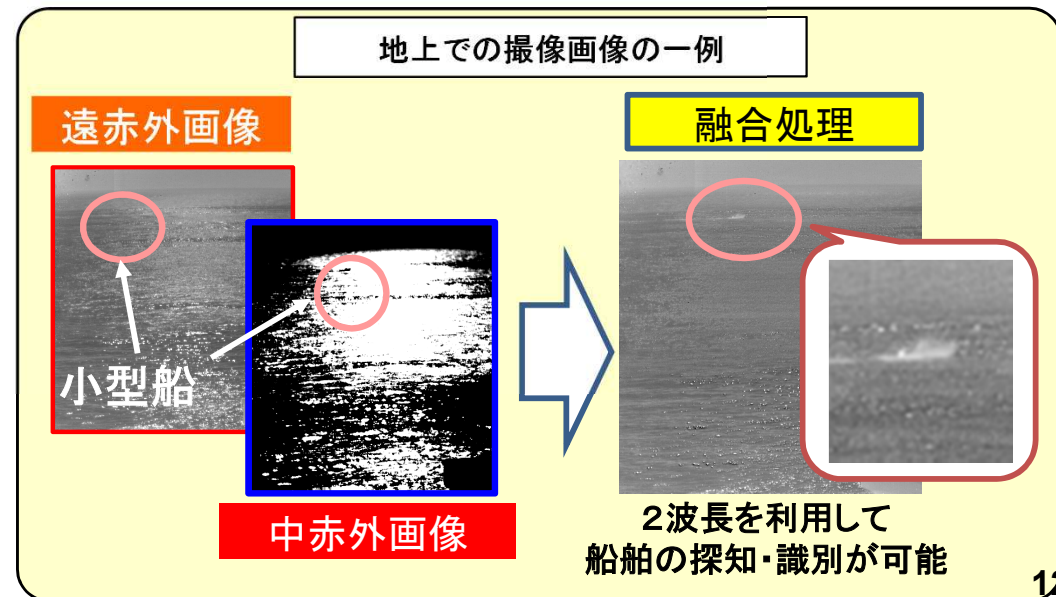 地上での撮像画像の一例
遠赤外画像
融合処理
小型船
中赤外画像
２波長を利用して
船舶の探知・識別が可能